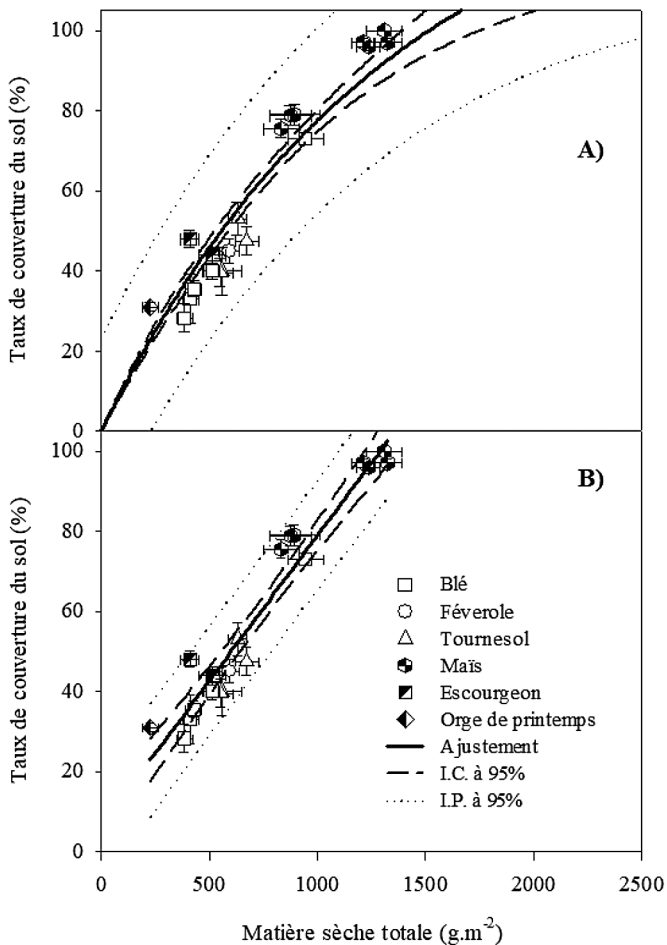 100
80
60
40
20
0
Taux de couverture du sol (%)
A)
100
80
60
40
20
0
Taux de couverture du sol (%)
B)
Blé
Féverole
Tournesol
Maïs
Escourgeon
Orge de printemps
Ajustement
I.C. à 95%
I.P. à 95%
0 500 1000 1500 2000 2500
Matière sèche totale (g.m⁻²)